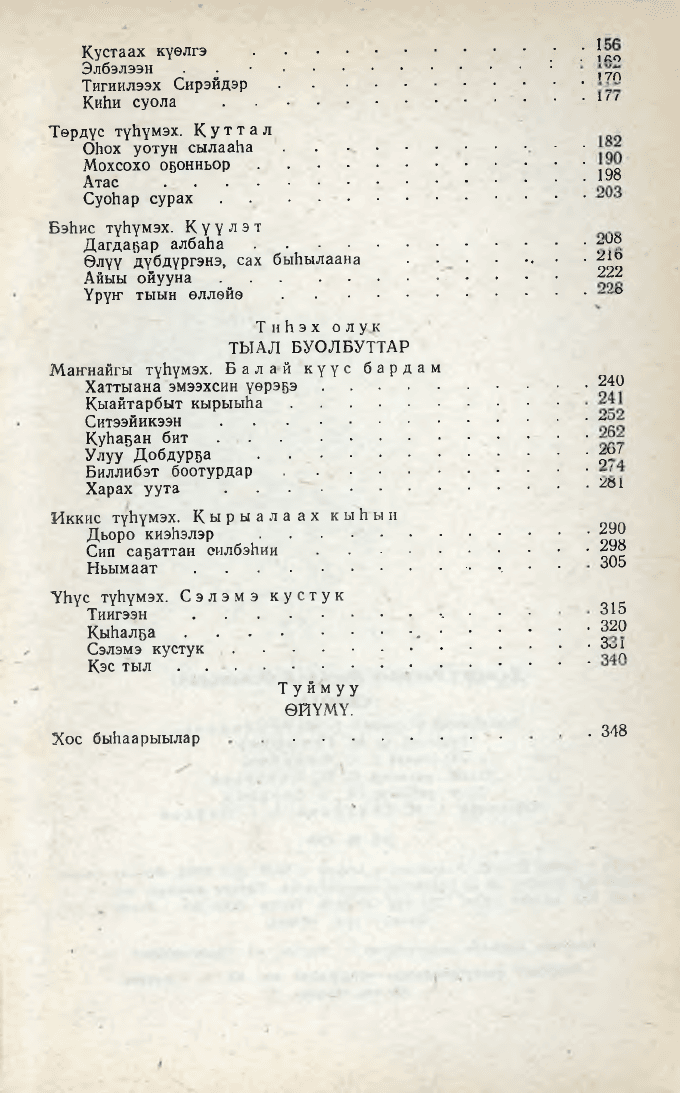 Кустаах күөлгэ . . . . . . . . . . . . 156
Элбэлээн . . . . . . . . . . . . 162
Тигиилээх Сирэйдэр . . . . . . . . . . . 170
Киһи суола . . . . . . . . . . . . 177
Төрдүс түһүмэх. Куттал
Оһох уотун сылааһа . . . . . . . . . . . 182
Мохсохо оҕонньор . . . . . . . . . . . 190
Атас . . . . . . . . . . . . . . 198
Суоһар сурах . . . . . . . . . . . . 203
Бэһис түһүмэх. Күүлэт
Дагдаҕар албаһа . . . . . . . . . . . . 208
Өлүү дүбдүргэнэ, сах быһылаана . . . . . . . 216
Айыы ойууна . . . . . . . . . . . . 222
Үрүҥ тыын өллөйө . . . . . . . . . . . 228
Тиһэх олук
ТЫАЛ БУОЛБУТТАР
Маҥнайгы түһүмэх. Балай күүс бардам
Хаттыана эмээхсин үөрэҕэ . . . . . . . . . . 240
Кыайтарбыт кырыыһа . . . . . . . . . . . 241
Ситээйикээн . . . . . . . . . . . . 252
Куһаҕан бит . . . . . . . . . . . . 262
Улуу Добдурҕа . . . . . . . . . . . . 267
Биллибэт боотурдар . . . . . . . . . . . 274
Харах уута . . . . . . . . . . . . 281
Иккис түһүмэх. Кырыалаах кыһын
Дьоро киэһэлэр . . . . . . . . . . . . 290
Сип саҕаттан силбэһии . . . . . . . . . . 298
Ньымаат . . . . . . . . . . . . . 305
Үһүс түһүмэх. Сэлэмэ кустук
Тиигээн . . . . . . . . . . . . . 315
Кыһалҕа . . . . . . . . . . . . . 320
Сэлэмэ кустук . . . . . . . . . . . . 331
Кэс тыл . . . . . . . . . . . . . 340
Туймуу
ӨЙҮМҮ.
Хос быһаарыылар . . . . . . . . . . . . 348